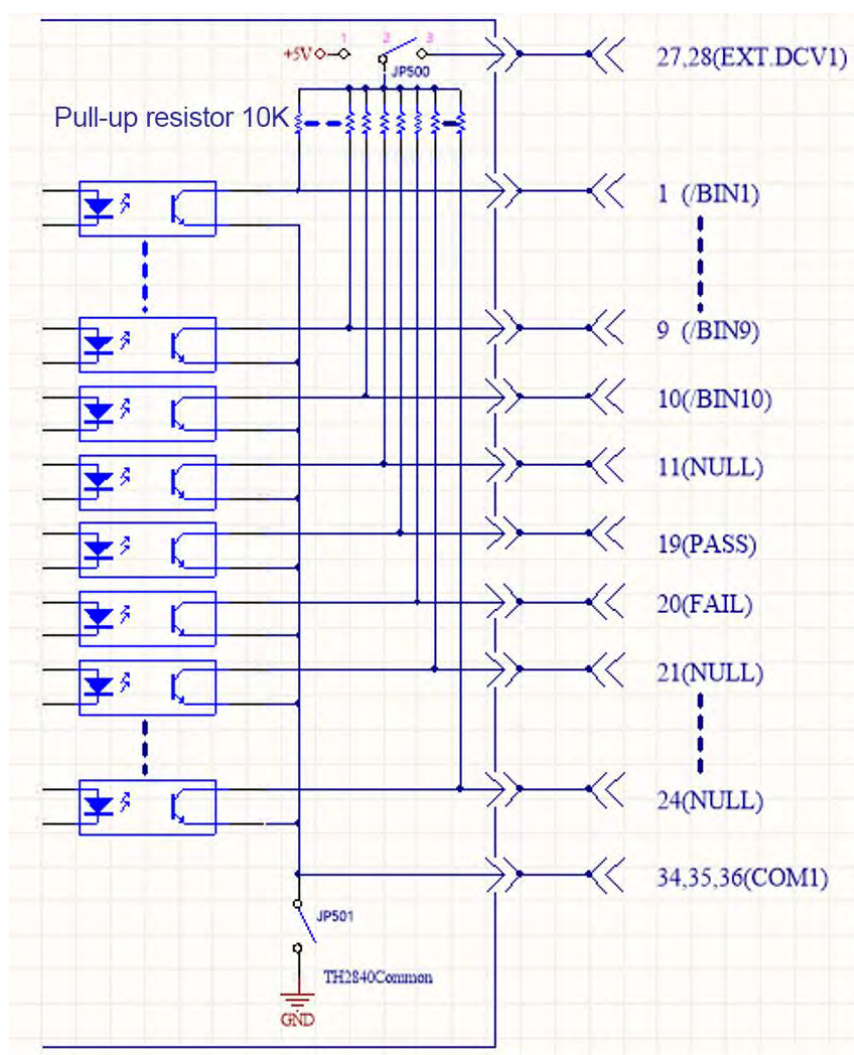 1 2 3
+5V
27,28(EXT.DCV1)
JP500
Pull-up resistor 10K
1 (/BIN1)
9 (/BIN9)
10(/BIN10)
11(NULL)
19(PASS)
20(FAIL)
21(NULL)
24(NULL)
34,35,36(COM1)
JP501
TH2840Common
GND